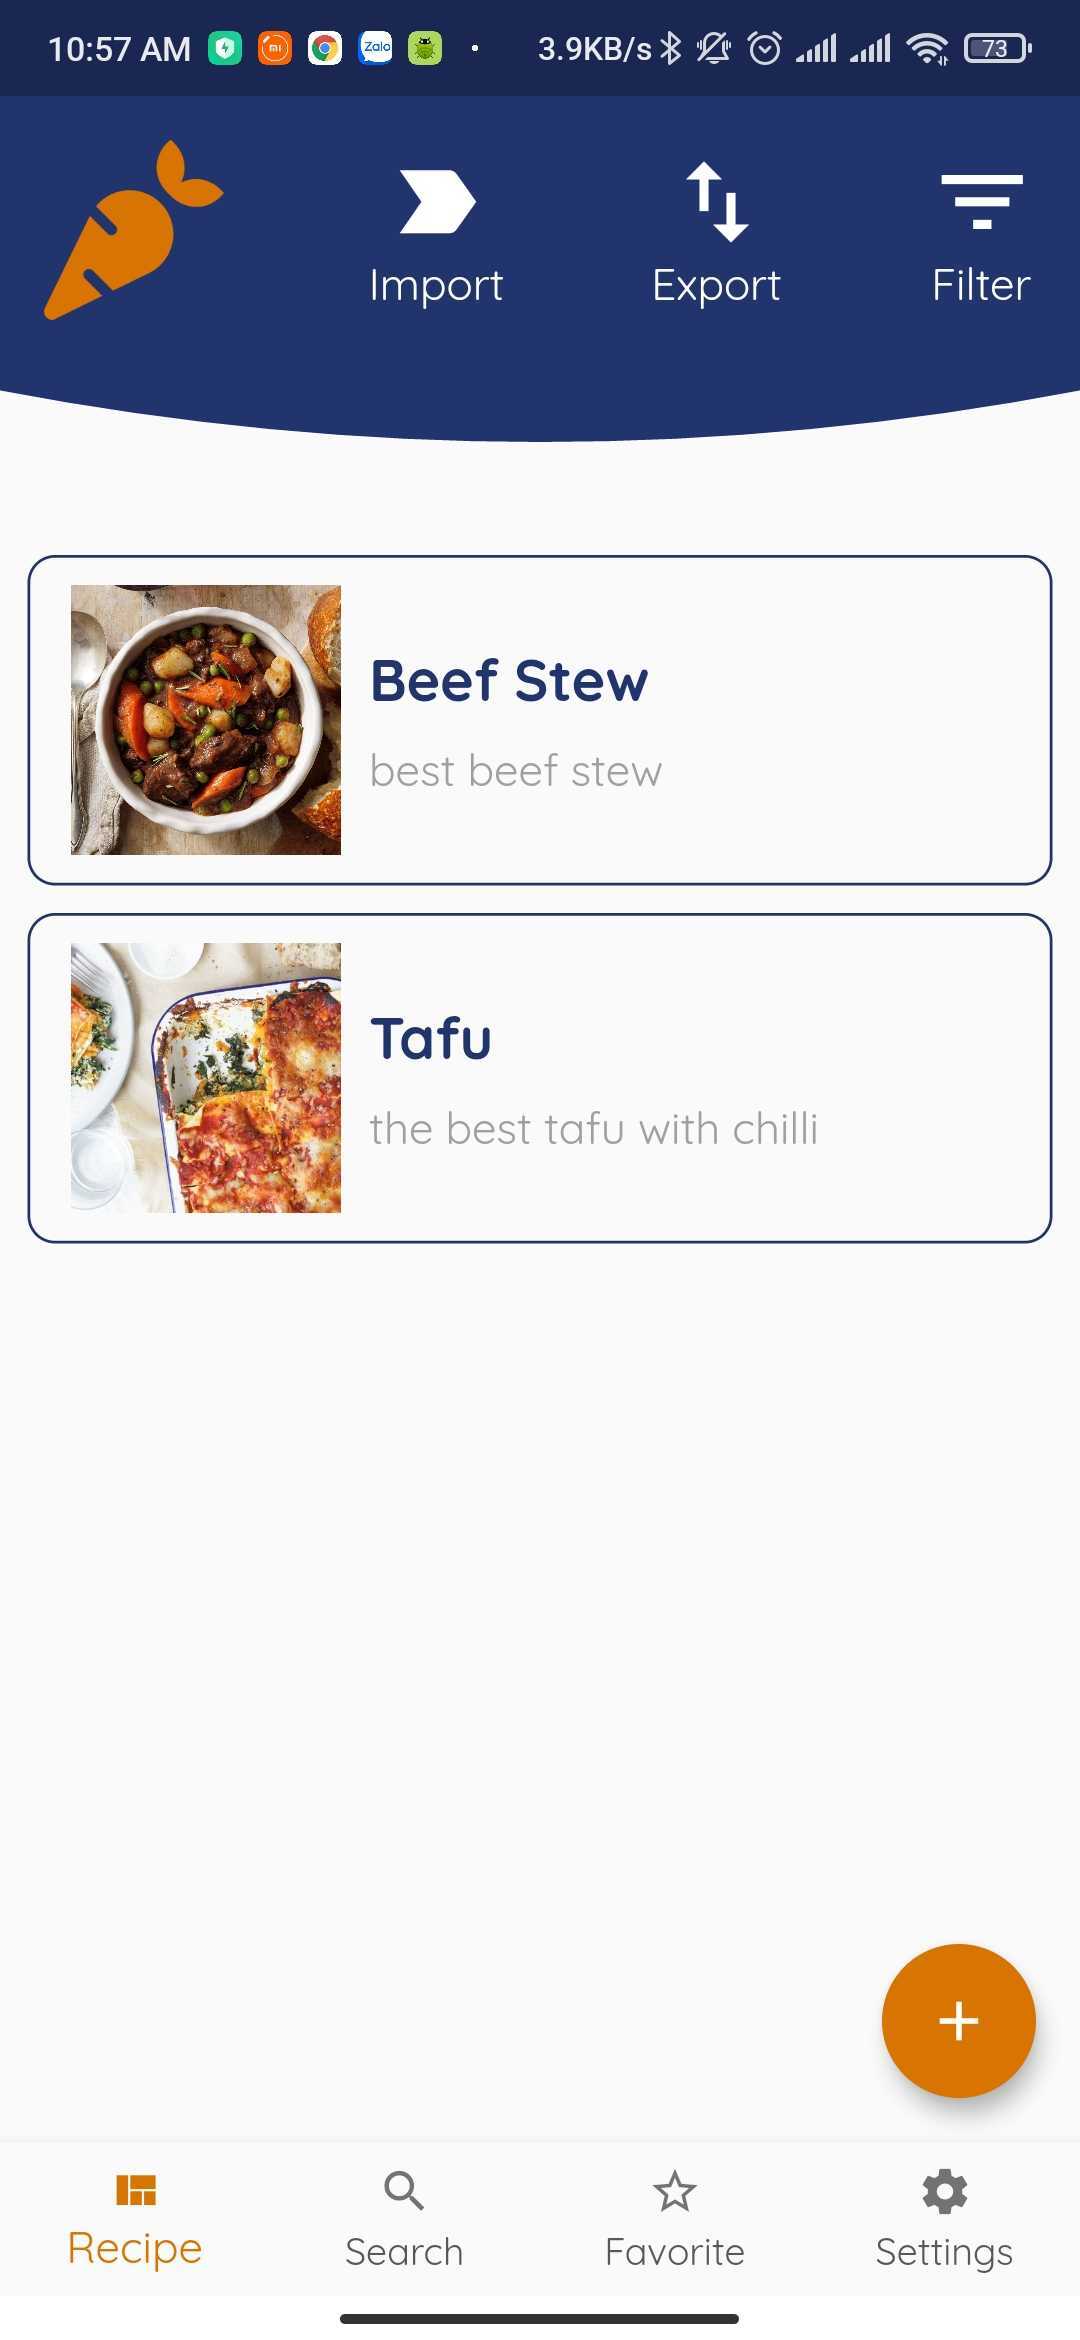 10:57 AM
Zalo
3.9KB/s
73
Import
Export
Filter
Beef Stew
best beef stew
Tafu
the best tafu with chilli
Recipe
Search
Favorite
Settings